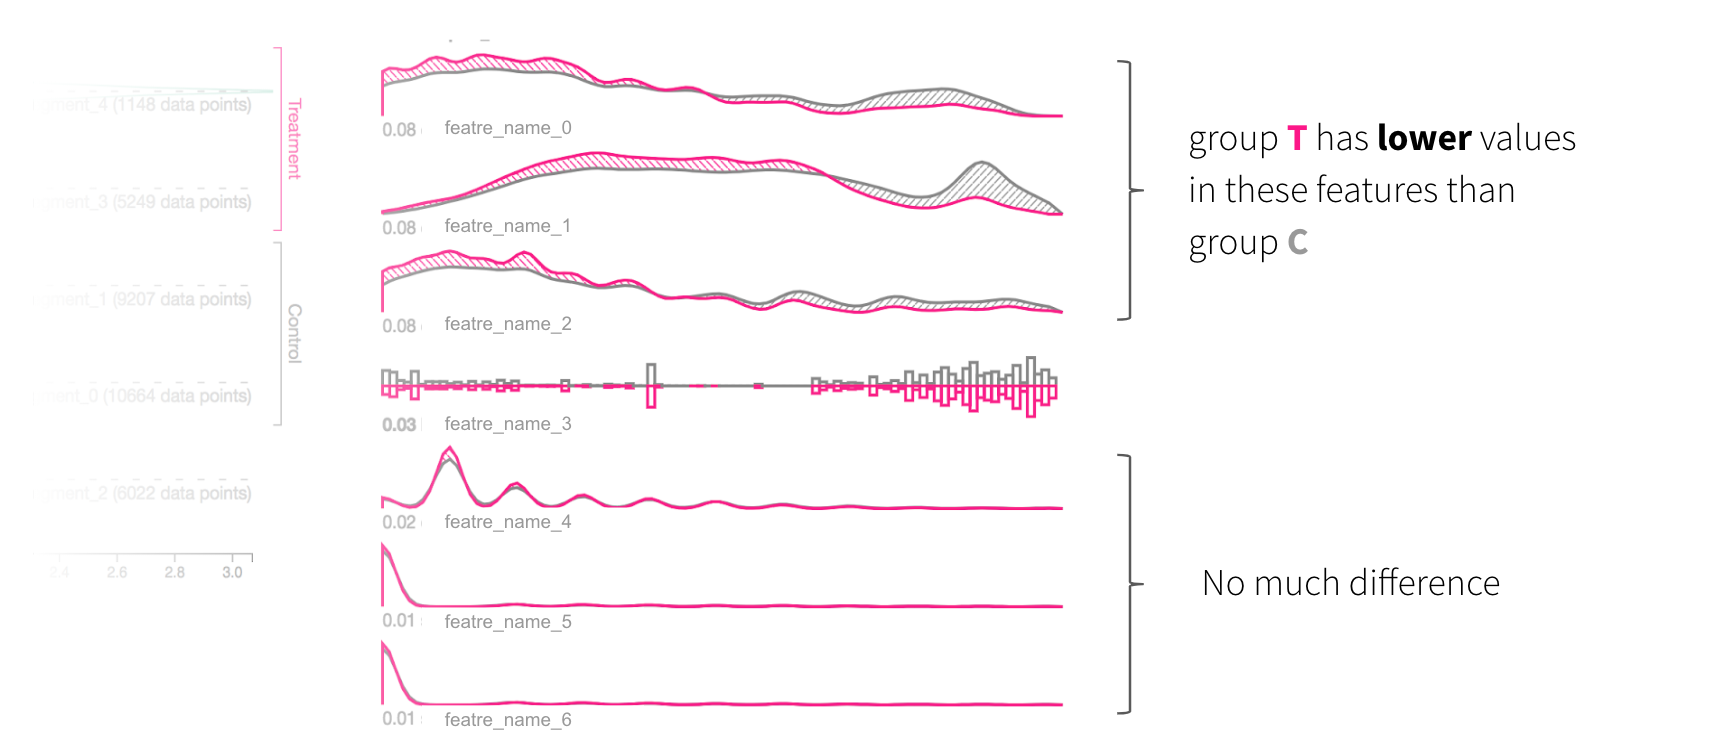 gment_4 (1148 data points)
gment_3 (5249 data points)
gment_1 (9207 data points)
gment_0 (10664 data points)
gment_2 (6022 data points)
2.4 2.6 2.8 3.0
Treatment
Control
0.08 featre_name_0
0.08 featre_name_1
0.08 featre_name_2
0.03 featre_name_3
0.02 featre_name_4
0.01 featre_name_5
0.01 featre_name_6
group T has lower values
in these features than
group C
No much difference